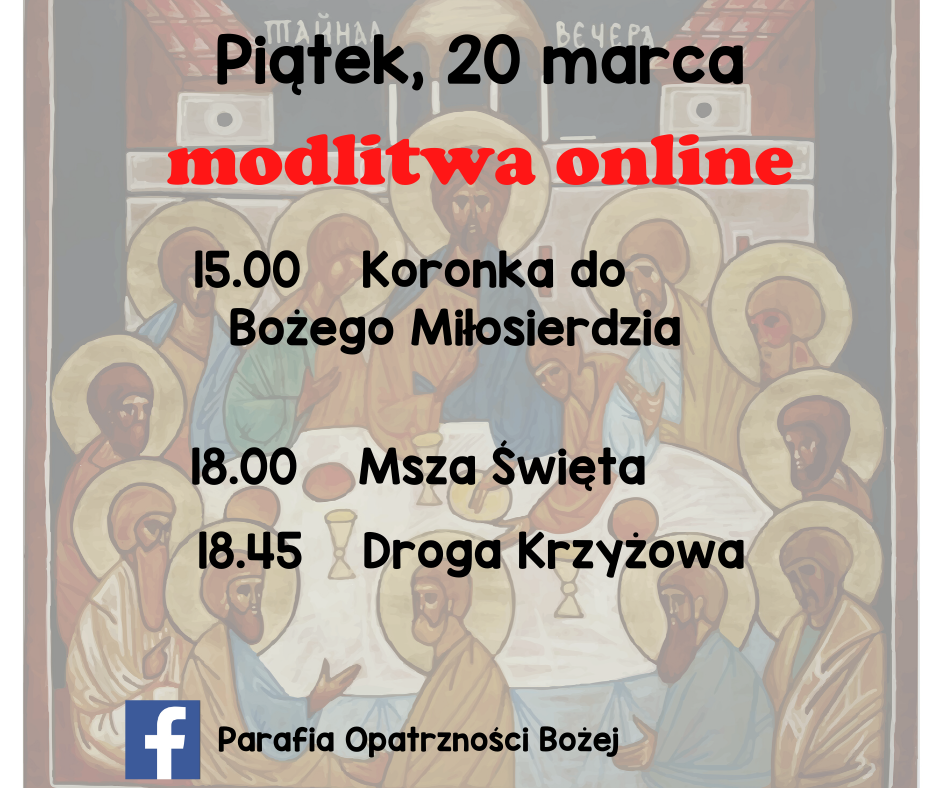 ТАЙНАЯ ВЕЧЕРА
Piątek, 20 marca
modlitwa online
15.00 Koronka do
Bożego Miłosierdzia
18.00 Msza Święta
18.45 Droga Krzyżowa
f Parafia Opatrzności Bożej